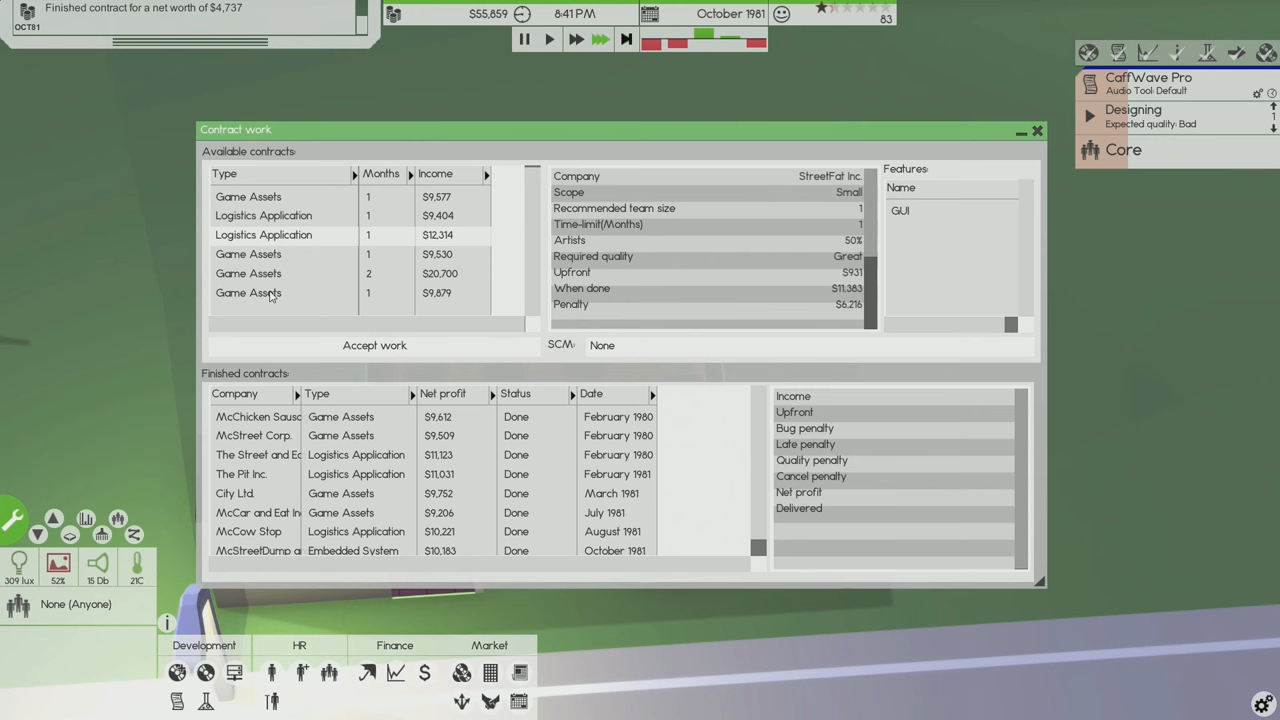 Finished contract for a net worth of $4,737
OCT81
$55,859
8:41 PM
October 1981
83
CaffWave Pro
Audio Tool: Default
Designing
Expected quality: Bad
1
Core
Contract work
Available contracts:
Type Months Income
Game Assets 1 $9,577
Logistics Application 1 $9,404
Logistics Application 1 $12,314
Game Assets 1 $9,530
Game Assets 2 $20,700
Game Assets 1 $9,879
Company StreetFat Inc.
Scope Small
Recommended team size 1
Time-limit(Months) 1
Artists 50%
Required quality Great
Upfront $931
When done $11,383
Penalty $6,216
Features:
Name
GUI
Accept work
SCM: None
Finished contracts:
Company Type Net profit Status Date
McChicken Sausc Game Assets $9,612 Done February 1980
McStreet Corp. Game Assets $9,509 Done February 1980
The Street and Ec Logistics Application $11,123 Done February 1980
The Pit Inc. Logistics Application $11,031 Done February 1981
City Ltd. Game Assets $9,752 Done March 1981
McCar and Eat In Game Assets $9,206 Done July 1981
McCow Stop Logistics Application $10,221 Done August 1981
McStreetDump a Embedded System $10,183 Done October 1981
Income
Upfront
Bug penalty
Late penalty
Quality penalty
Cancel penalty
Net profit
Delivered
309 lux 52% 15 Db 21C
None (Anyone)
Development HR Finance Market